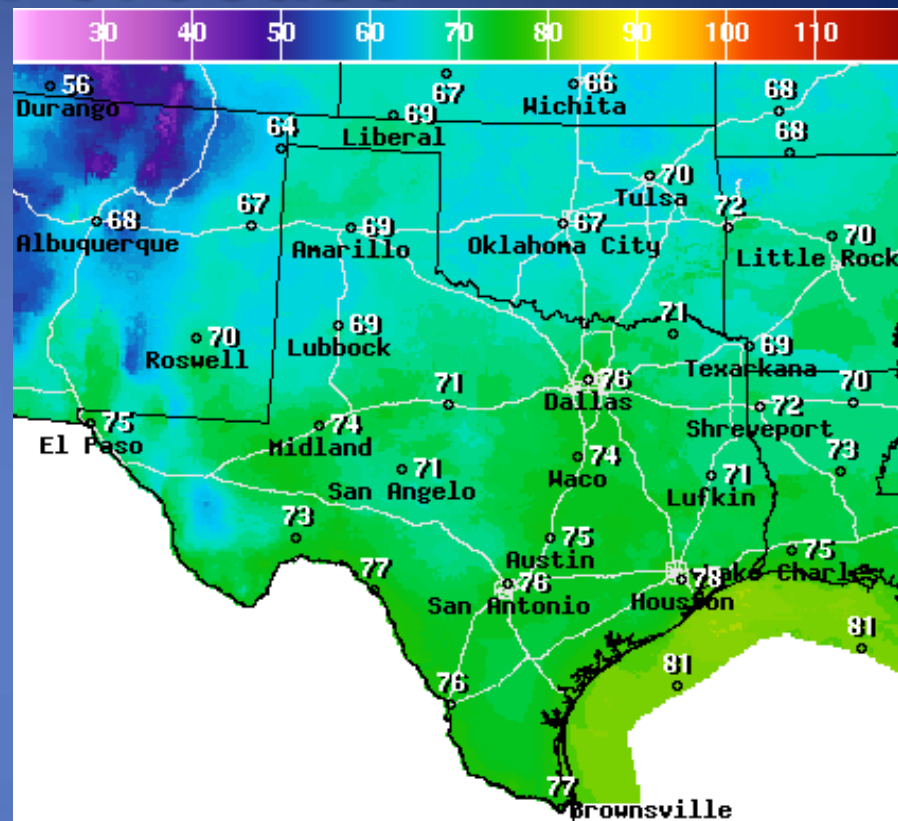 30 40 50 60 70 80 90 100 110
56
Durango
67
66
Wichita
68
69
Liberal
64
68
70
Tulsa
68
Albuquerque
67
69
Amarillo
67
Oklahoma City
72
70
Little Rock
70
Roswell
69
Lubbock
71
69
Texarkana
76
Dallas
71
70
72
Shreveport
75
El Paso
74
Midland
71
San Angelo
74
Waco
71
Lufkin
73
73
75
Austin
75
Lake Charles
77
76
San Antonio
78
Houston
81
81
76
77
Brownsville